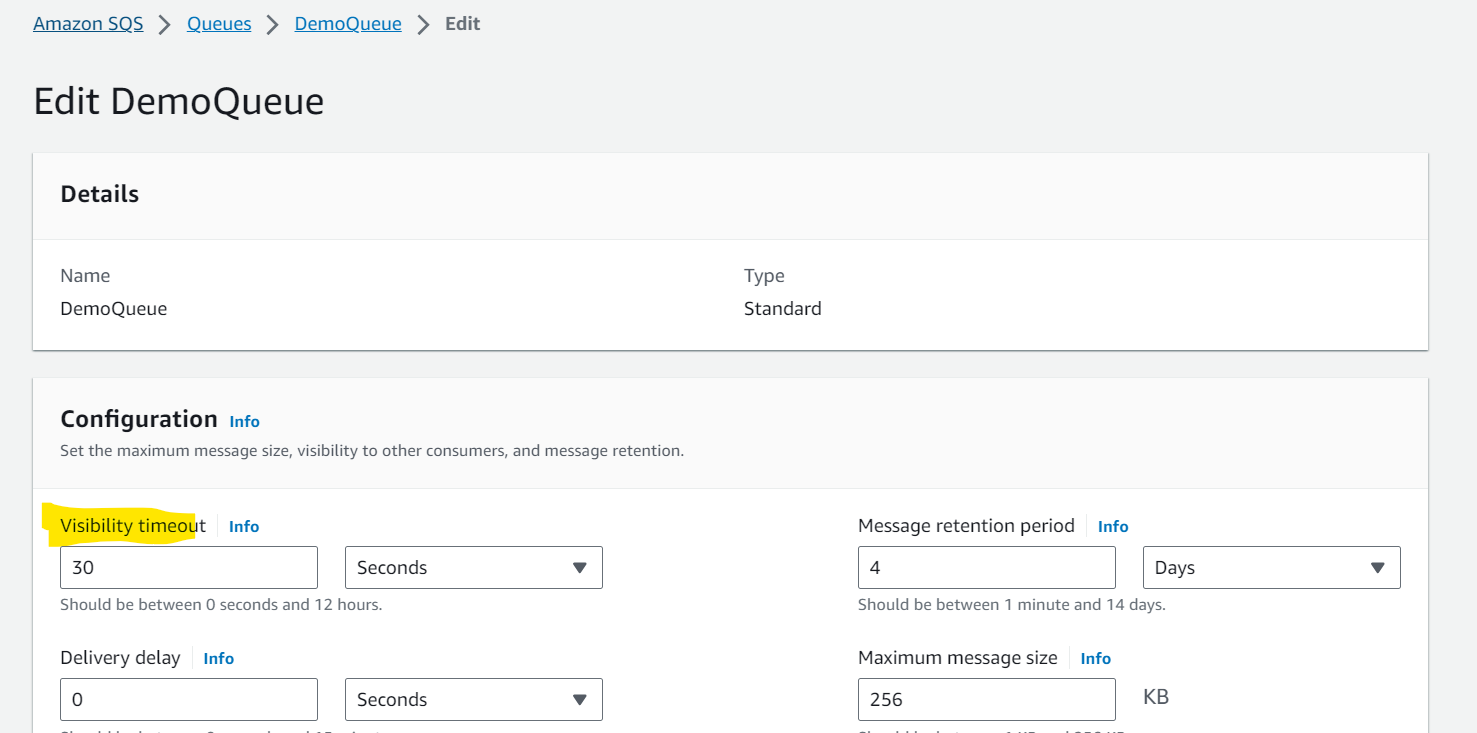 Amazon SQS > Queues > DemoQueue > Edit
Edit DemoQueue
Details
Name
DemoQueue
Type
Standard
Configuration Info
Set the maximum message size, visibility to other consumers, and message retention.
Visibility timeout Info
30 Seconds
Should be between 0 seconds and 12 hours.
Message retention period Info
4 Days
Should be between 1 minute and 14 days.
Delivery delay Info
0 Seconds
Maximum message size Info
256 KB